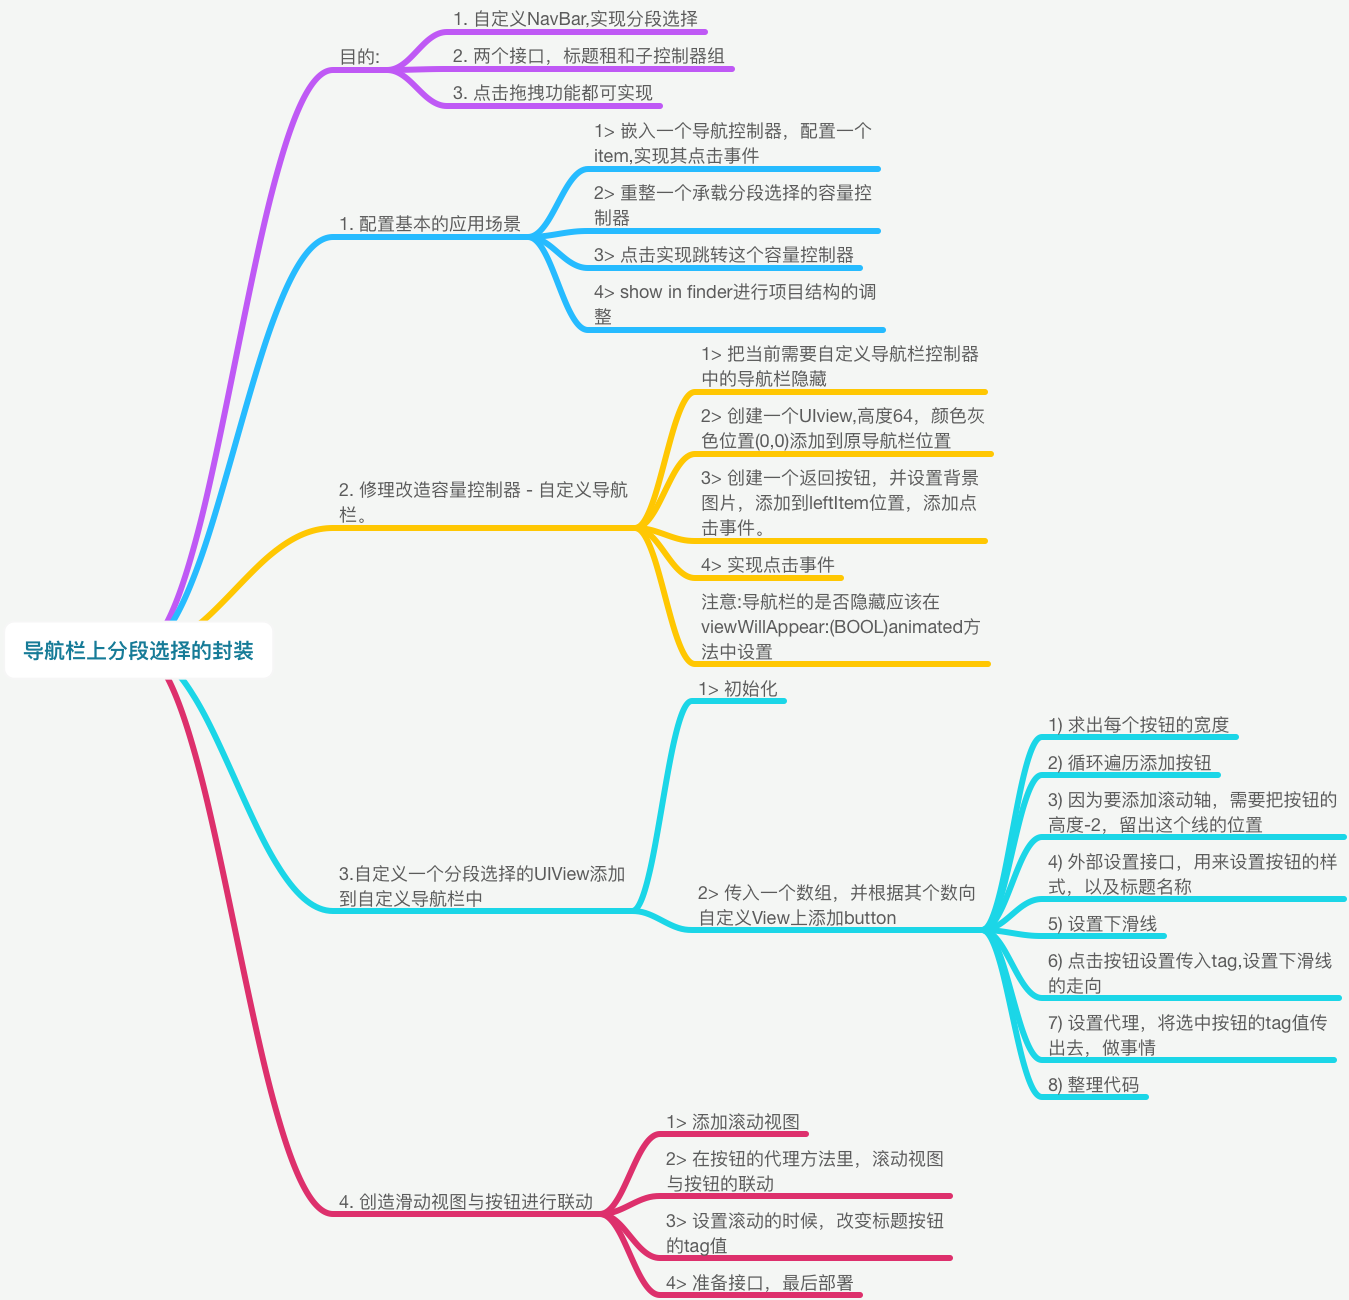 导航栏上分段选择的封装
目的:
1. 自定义NavBar,实现分段选择
2. 两个接口，标题租和子控制器组
3. 点击拖拽功能都可实现
1. 配置基本的应用场景
1> 嵌入一个导航控制器，配置一个
item,实现其点击事件
2> 重整一个承载分段选择的容量控
制器
3> 点击实现跳转这个容量控制器
4> show in finder进行项目结构的调
整
2. 修理改造容量控制器 - 自定义导航
栏。
1> 把当前需要自定义导航栏控制器
中的导航栏隐藏
2> 创建一个UIview,高度64，颜色灰
色位置(0,0)添加到原导航栏位置
3> 创建一个返回按钮，并设置背景
图片，添加到leftItem位置，添加点
击事件。
4> 实现点击事件
注意:导航栏的是否隐藏应该在
viewWillAppear:(BOOL)animated方
法中设置
3.自定义一个分段选择的UIView添加
到自定义导航栏中
1> 初始化
2> 传入一个数组，并根据其个数向
自定义View上添加button
1) 求出每个按钮的宽度
2) 循环遍历添加按钮
3) 因为要添加滚动轴，需要把按钮的
高度-2，留出这个线的位置
4) 外部设置接口，用来设置按钮的样
式，以及标题名称
5) 设置下滑线
6) 点击按钮设置传入tag,设置下滑线
的走向
7) 设置代理，将选中按钮的tag值传
出去，做事情
8) 整理代码
4. 创造滑动视图与按钮进行联动
1> 添加滚动视图
2> 在按钮的代理方法里，滚动视图
与按钮的联动
3> 设置滚动的时候，改变标题按钮
的tag值
4> 准备接口，最后部署